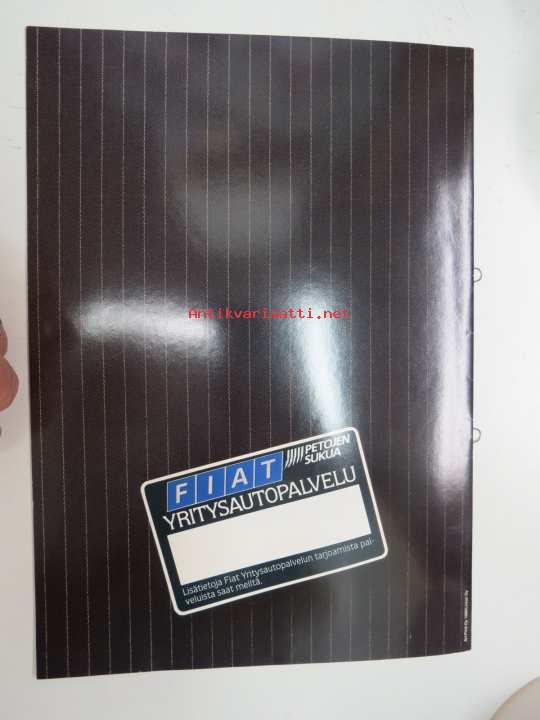 Antikvariaatti.net
FIAT PETOJEN
SUKUA
YRITYSAUTOPALVELU
Lisätietoja Fiat Yritysautopalvelun tarjoamista pal-
veluista saat meiltä.